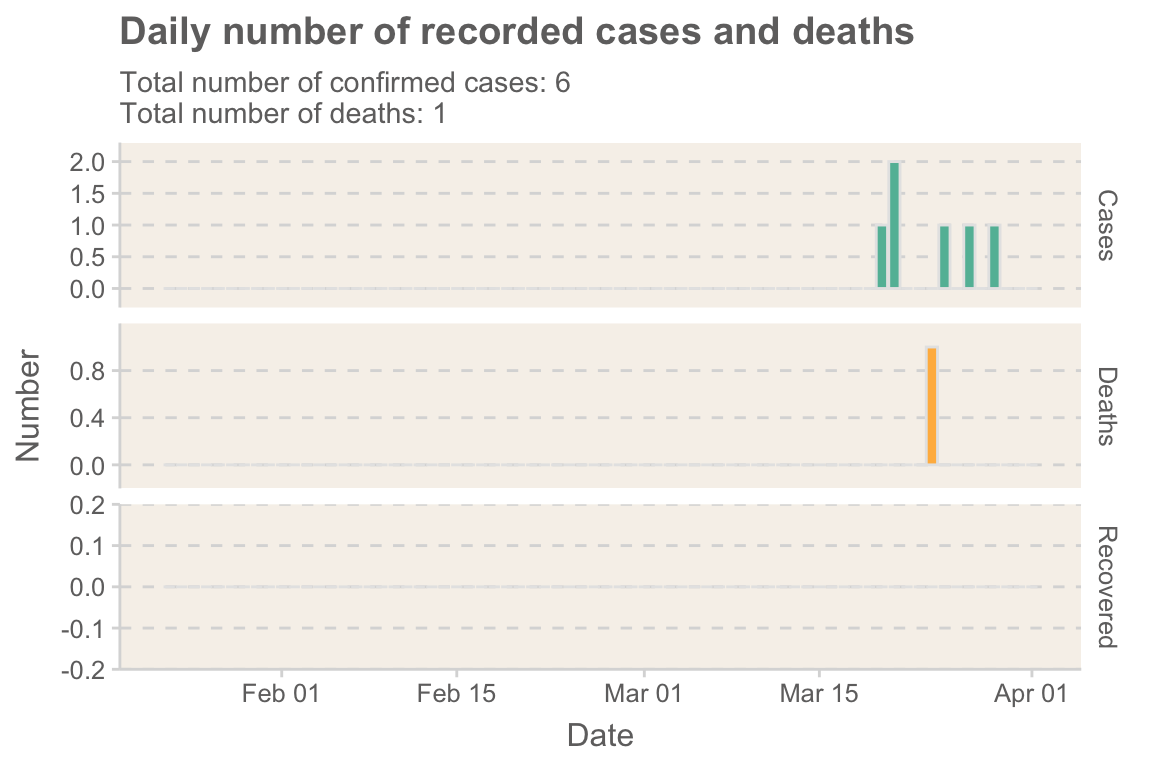 Daily number of recorded cases and deaths
Total number of confirmed cases: 6
Total number of deaths: 1
2.0
1.5
1.0
0.5
0.0
Cases
Number
0.8
0.4
0.0
Deaths
0.2
0.1
0.0
-0.1
-0.2
Recovered
Feb 01 Feb 15 Mar 01 Mar 15 Apr 01
Date